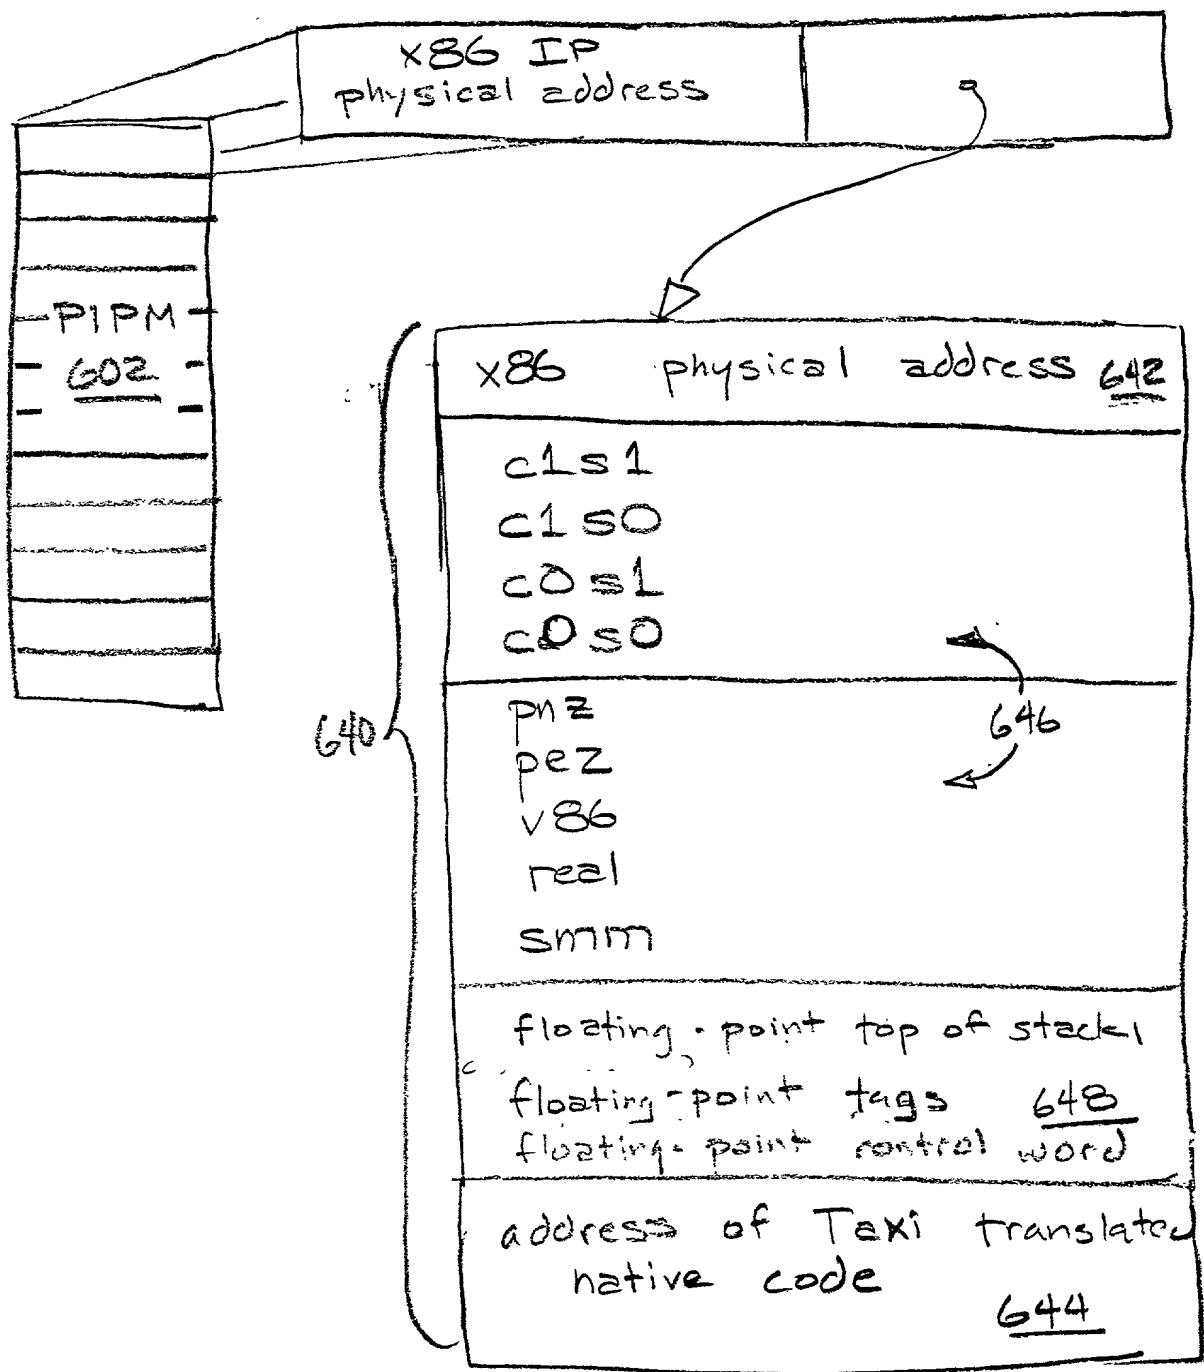 x86 IP
physical address
PIPM
602
x86 physical address 642
c1s1
c1s0
c0s1
c0s0
646
pnz
pez
v86
real
smm
640
floating-point top of stack
floating-point tags 648
floating-point control word
address of Taxi translated
native code
644